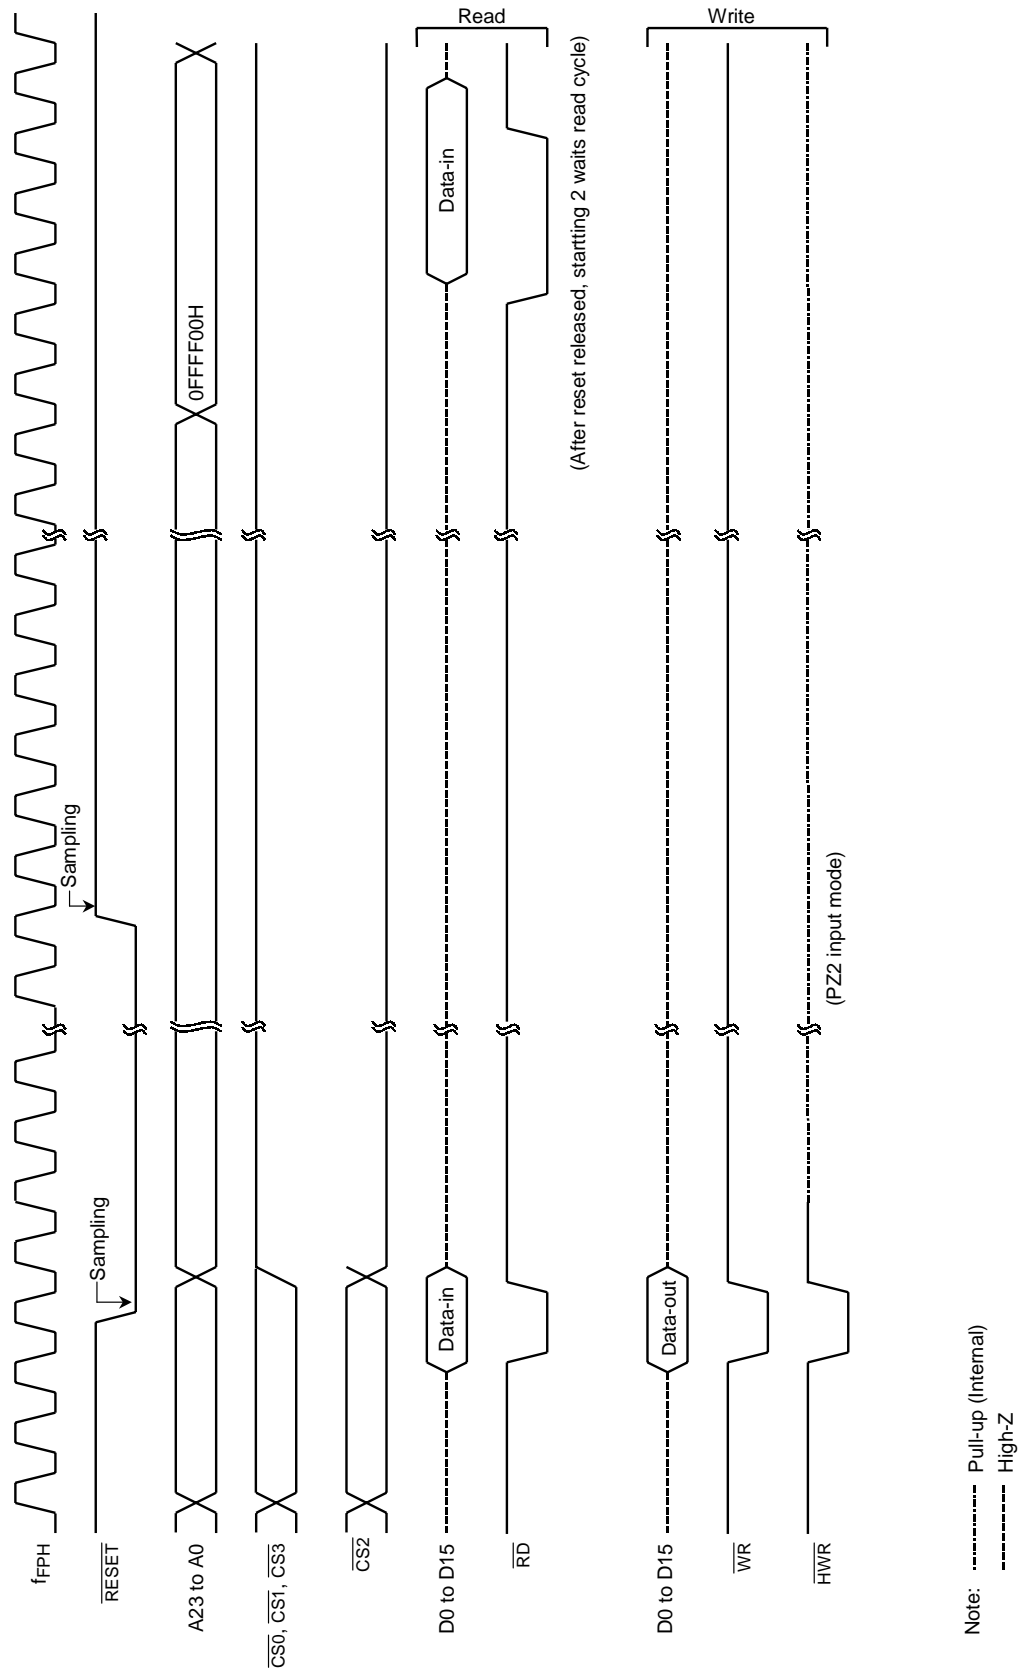 fFPH
Sampling
Sampling
RESET
A23 to A0
0FFFF00H
CS0, CS1, CS3
CS2
D0 to D15
Data-in
Data-in
Read
RD
(After reset released, startting 2 waits read cycle)
D0 to D15
Data-out
Write
WR
HWR
(PZ2 input mode)
Note:
Pull-up (Internal)
High-Z